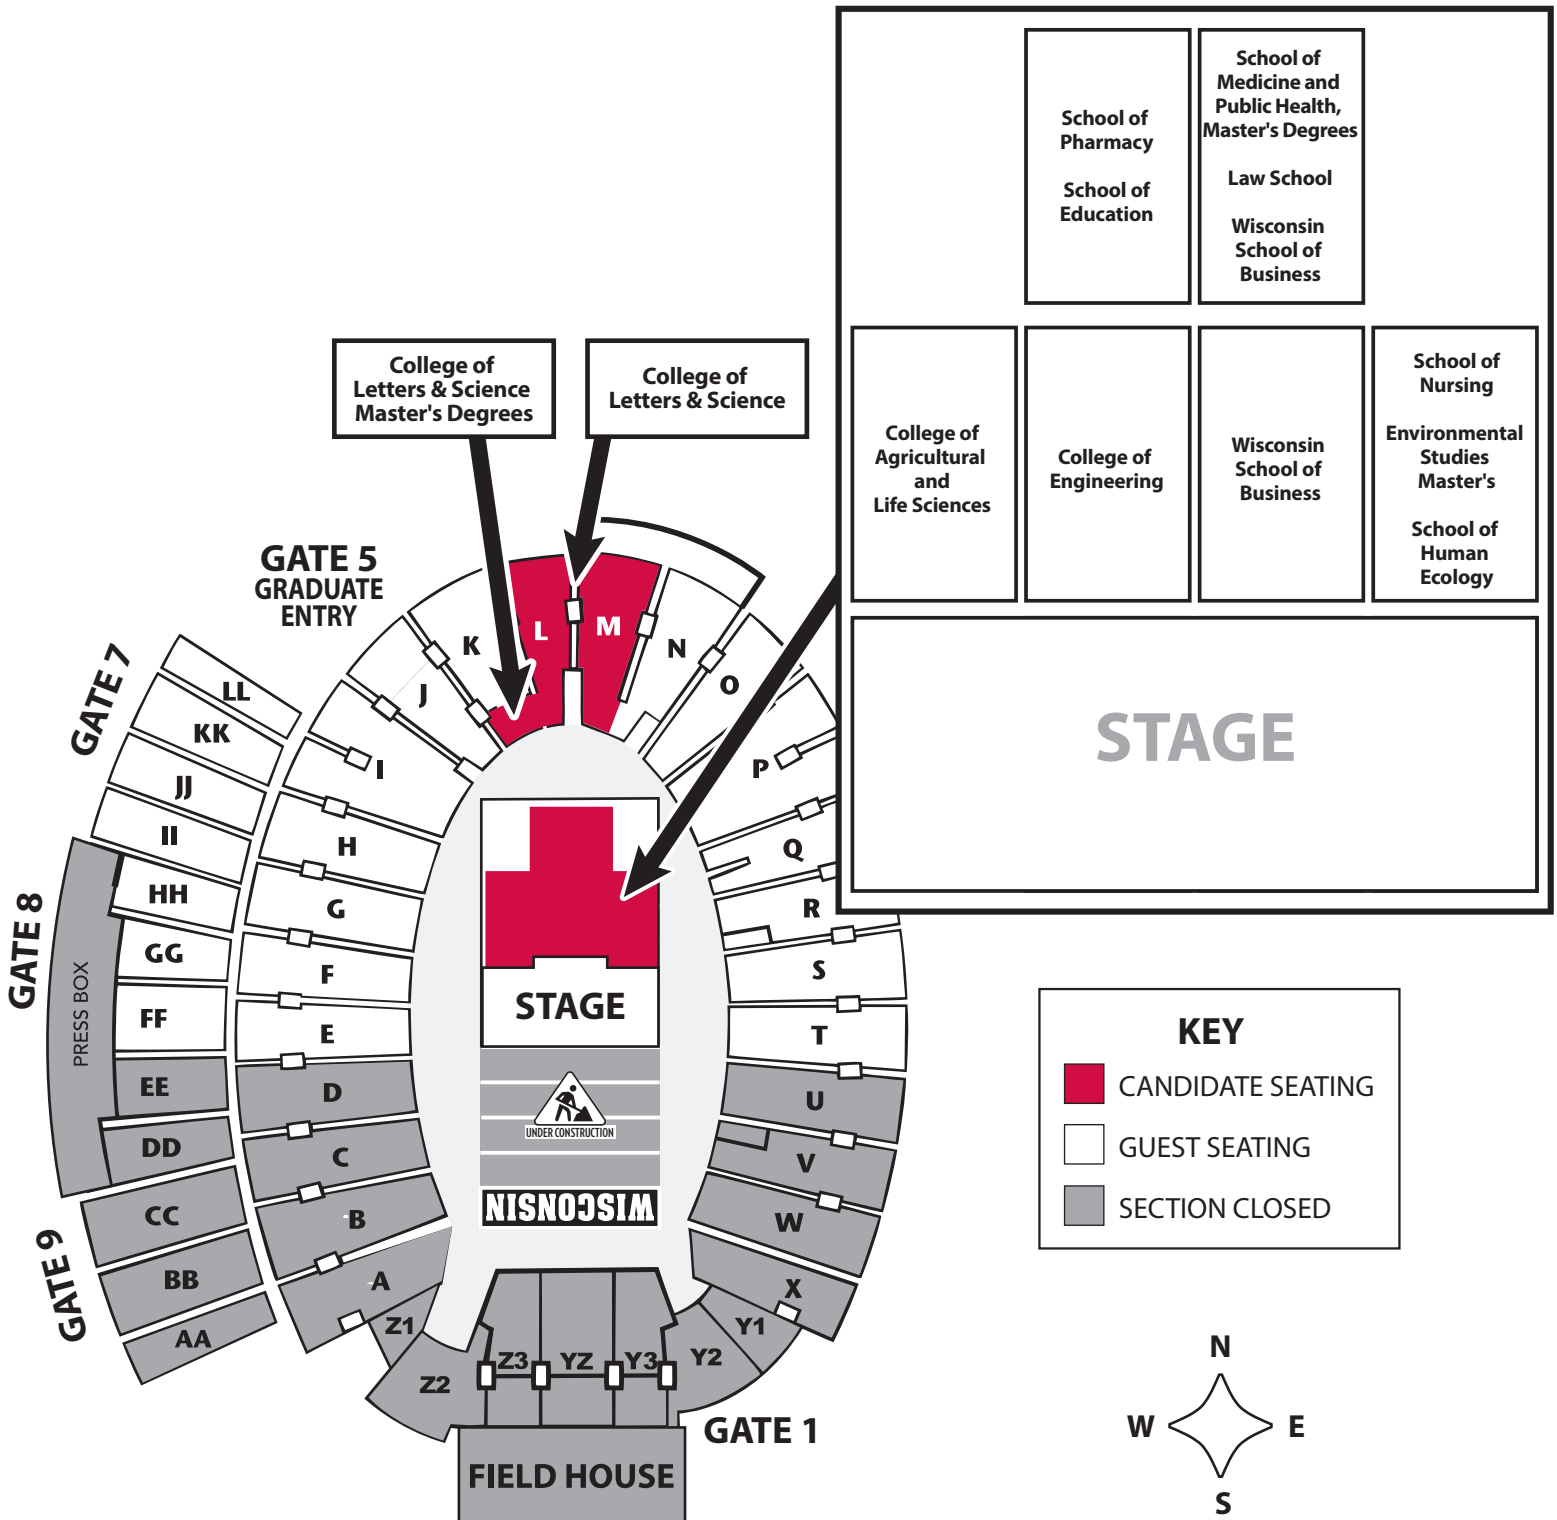 School of
Medicine and
Public Health,
Master's Degrees
Law School
Wisconsin
School of
Business
School of
Pharmacy
School of
Education
College of
Letters & Science
Master's Degrees
College of
Letters & Science
College of
Agricultural
and
Life Sciences
College of
Engineering
Wisconsin
School of
Business
School of
Nursing
Environmental
Studies
Master's
School of
Human
Ecology
STAGE
GATE 5
GRADUATE
ENTRY
GATE 7
GATE 8
GATE 9
PRESS BOX
LL
KK
JJ
II
HH
GG
FF
EE
DD
CC
BB
AA
K
L
M
N
O
J
I
P
H
Q
G
R
F
S
E
T
D
U
C
V
B
W
A
X
Z1
Y1
Z2
Z3
YZ
Y3
Y2
STAGE
UNDER CONSTRUCTION
WISCONSIN
GATE 1
FIELD HOUSE
KEY
CANDIDATE SEATING
GUEST SEATING
SECTION CLOSED
N
W E
S